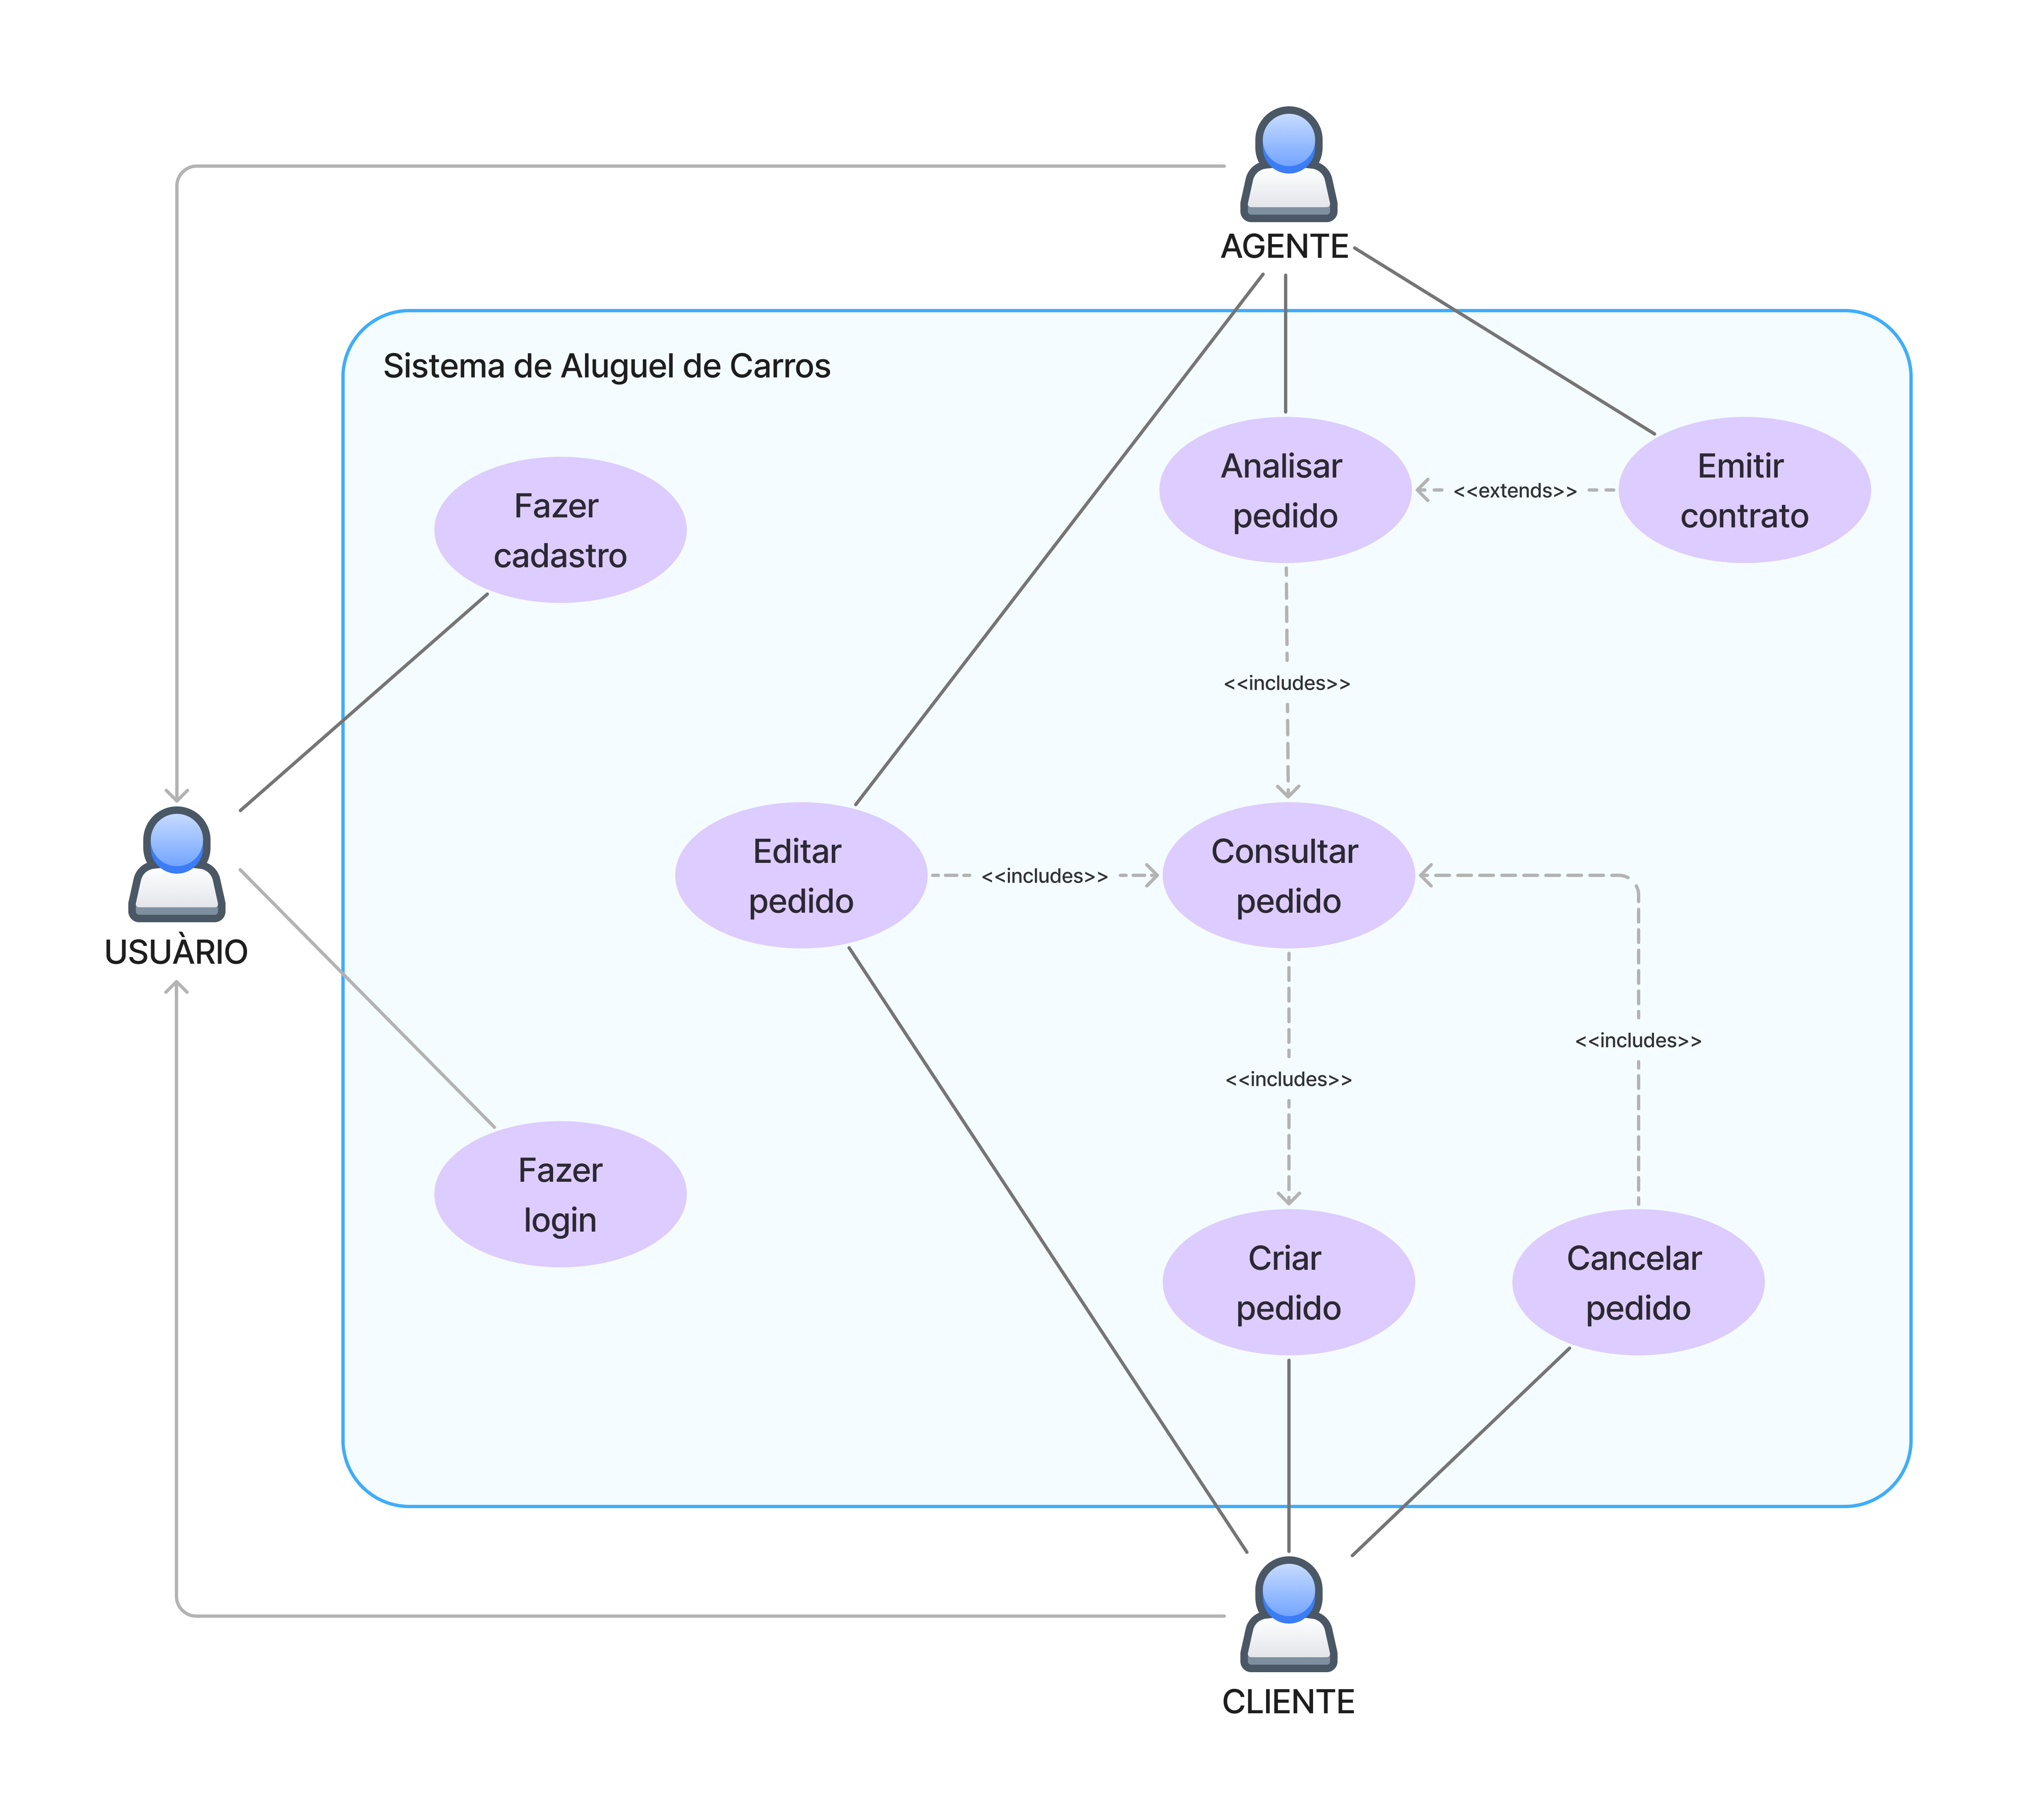 AGENTE
Sistema de Aluguel de Carros
Analisar
pedido
<<extends>>
Emitir
contrato
Fazer
cadastro
<<includes>>
Editar
pedido
<<includes>>
Consultar
pedido
USUÀRIO
<<includes>>
<<includes>>
Fazer
login
Criar
pedido
Cancelar
pedido
CLIENTE